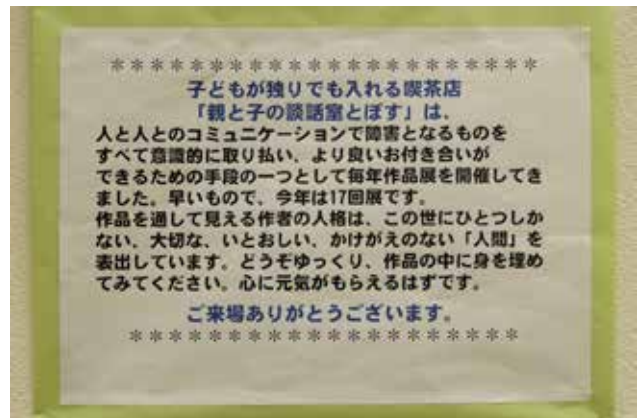 ＊＊＊＊＊＊＊＊＊＊＊＊＊＊＊＊＊＊＊＊＊＊
子どもが独りでも入れる喫茶店
「親と子の談話室とぽす」は、
人と人とのコミュニケーションで障害となるものを
すべて意識的に取り払い、より良いお付き合いが
できるための手段の一つとして毎年作品展を開催してき
ました。早いもので、今年は17回展です。
作品を通して見える作者の人格は、この世にひとつしか
ない、大切な、いとおしい、かけがえのない「人間」を
表出しています。どうぞゆっくり、作品の中に身を埋め
てみてください。心に元気がもらえるはずです。
ご来場ありがとうございます。
＊＊＊＊＊＊＊＊＊＊＊＊＊＊＊＊＊＊＊＊